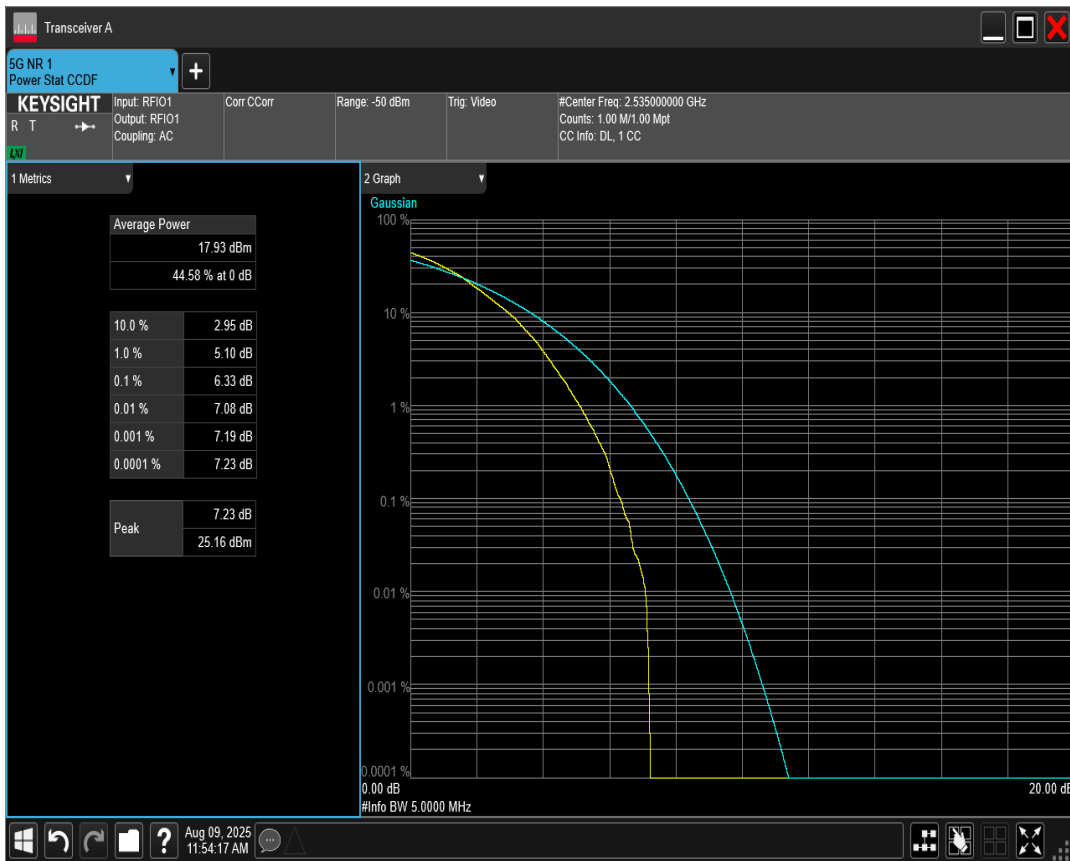 Transceiver A
5G NR 1
Power Stat CCDF
+
KEYSIGHT
R T
LXI
Input: RFIO1
Output: RFIO1
Coupling: AC
Corr CCorr
Range: -50 dBm
Trig: Video
#Center Freq: 2.535000000 GHz
Counts: 1.00 M/1.00 Mpt
CC Info: DL, 1 CC
1 Metrics
Average Power
17.93 dBm
44.58 % at 0 dB
10.0 % 2.95 dB
1.0 % 5.10 dB
0.1 % 6.33 dB
0.01 % 7.08 dB
0.001 % 7.19 dB
0.0001 % 7.23 dB
Peak
7.23 dB
25.16 dBm
2 Graph
Gaussian
100 %
10 %
1 %
0.1 %
0.01 %
0.001 %
0.0001 %
0.00 dB 20.00 dB
#Info BW 5.0000 MHz
?
Aug 09, 2025
11:54:17 AM